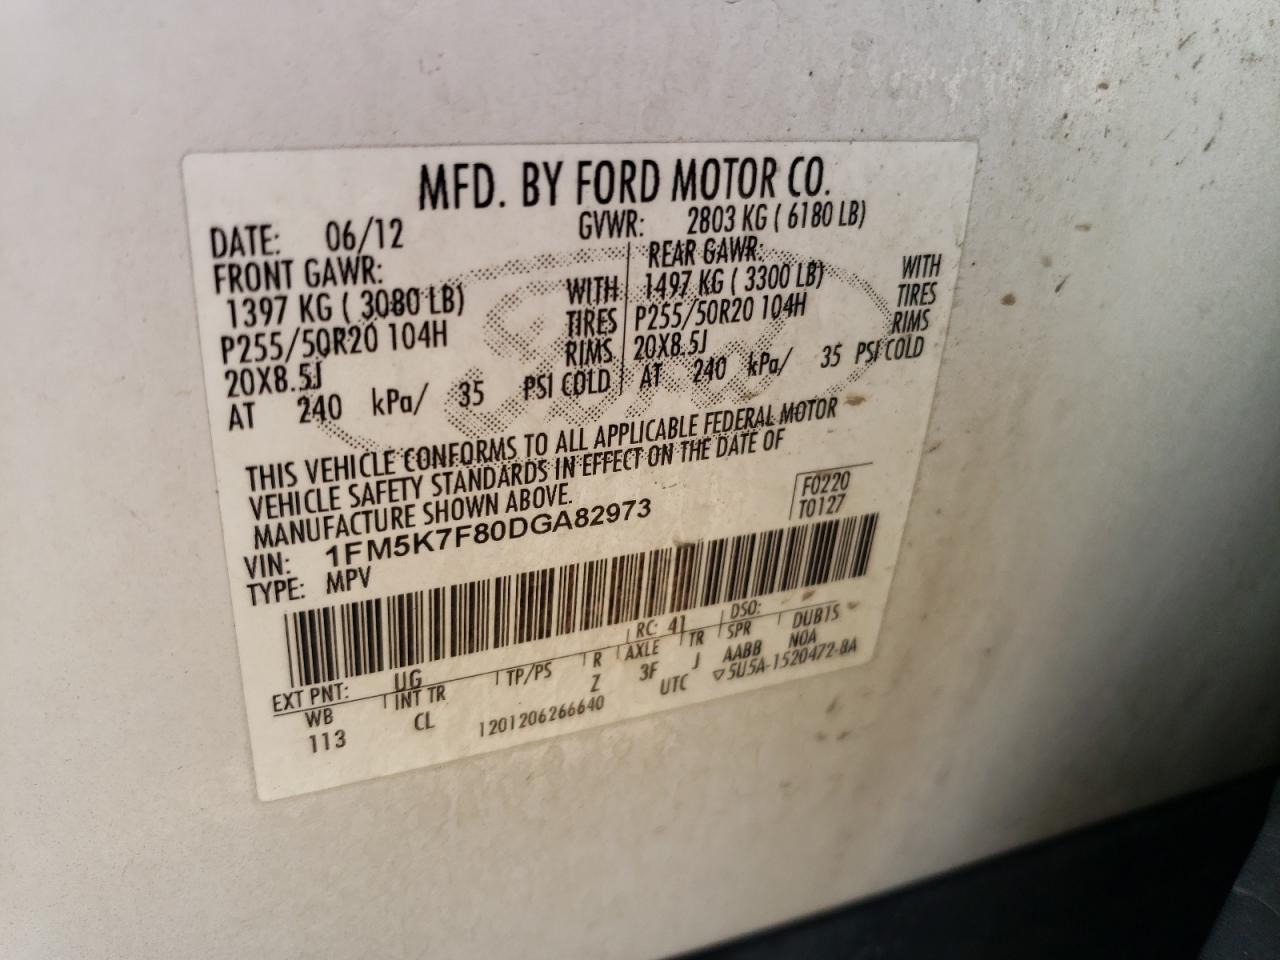 MFD. BY FORD MOTOR CO.
DATE: 06/12 GVWR: 2803 KG ( 6180 LB)
FRONT GAWR: REAR GAWR:
1397 KG ( 3080 LB) WITH 1497 KG ( 3300 LB) WITH
P255/50R20 104H TIRES P255/50R20 104H TIRES
20X8.5J RIMS 20X8.5J RIMS
AT 240 kPa/ 35 PSI COLD AT 240 kPa/ 35 PSI COLD
THIS VEHICLE CONFORMS TO ALL APPLICABLE FEDERAL MOTOR
VEHICLE SAFETY STANDARDS IN EFFECT ON THE DATE OF
MANUFACTURE SHOWN ABOVE.
F0220
T0127
VIN: 1FM5K7F80DGA82973
TYPE: MPV
EXT PNT: UG RC: 41 DSO:
WB INT TR TP/PS R AXLE TR SPR DUB1S
113 CL Z 3F J AABB N0A
1201206266640 UTC ▽5U5A-1520472-BA